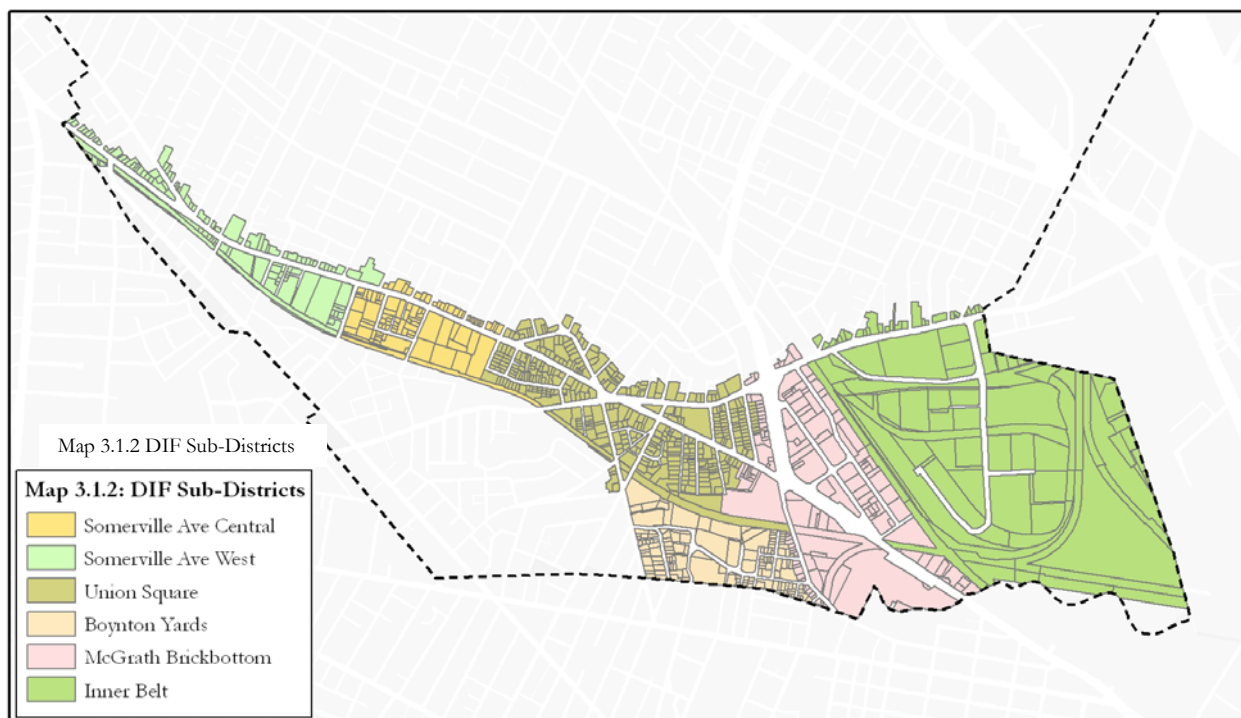 Map 3.1.2 DIF Sub-Districts
Map 3.1.2: DIF Sub-Districts
Somerville Ave Central
Somerville Ave West
Union Square
Boynton Yards
McGrath Brickbottom
Inner Belt